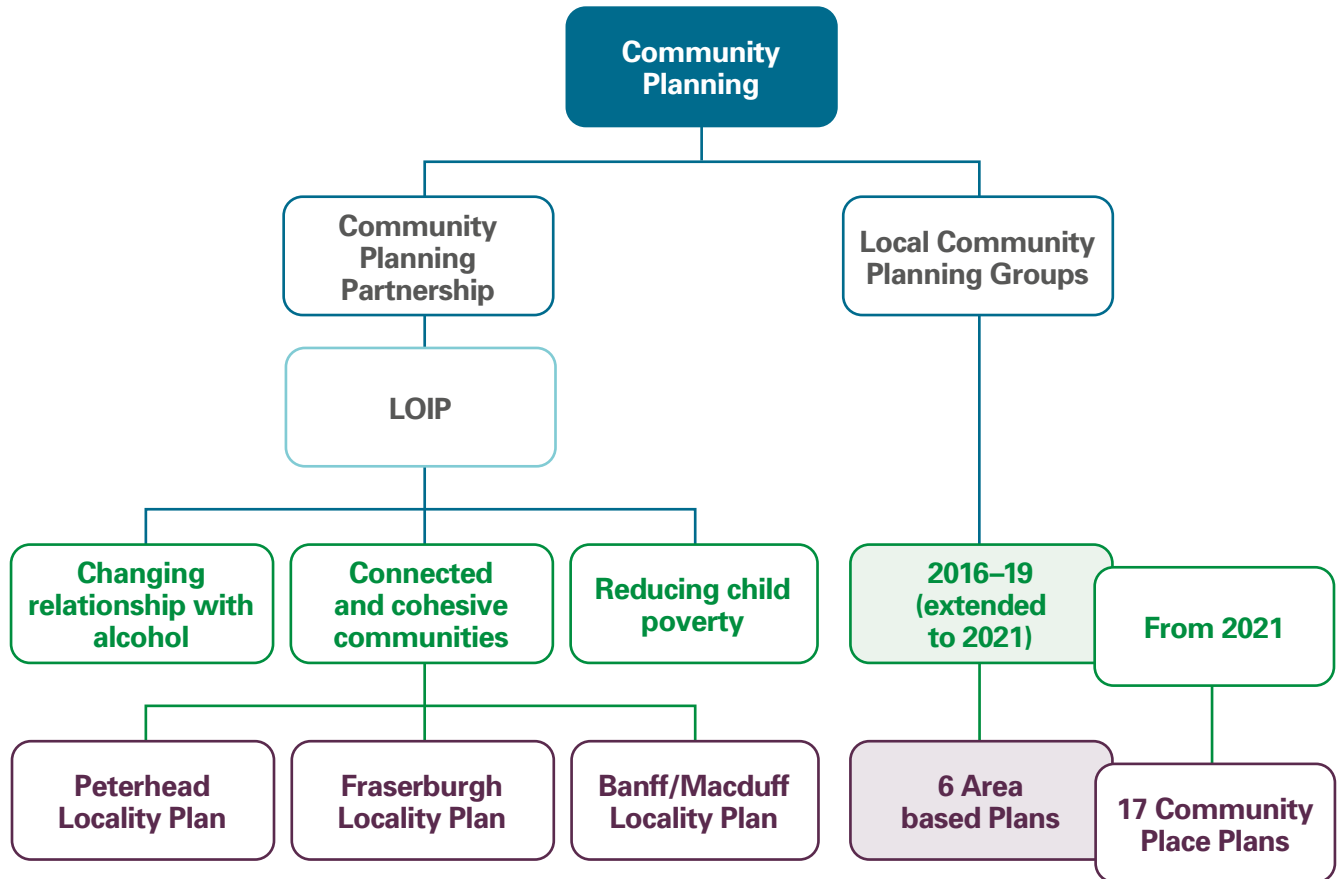 Community
Planning
Community
Planning
Partnership
Local Community
Planning Groups
LOIP
Changing
relationship with
alcohol
Connected
and cohesive
communities
Reducing child
poverty
2016–19
(extended
to 2021)
From 2021
Peterhead
Locality Plan
Fraserburgh
Locality Plan
Banff/Macduff
Locality Plan
6 Area
based Plans
17 Community
Place Plans